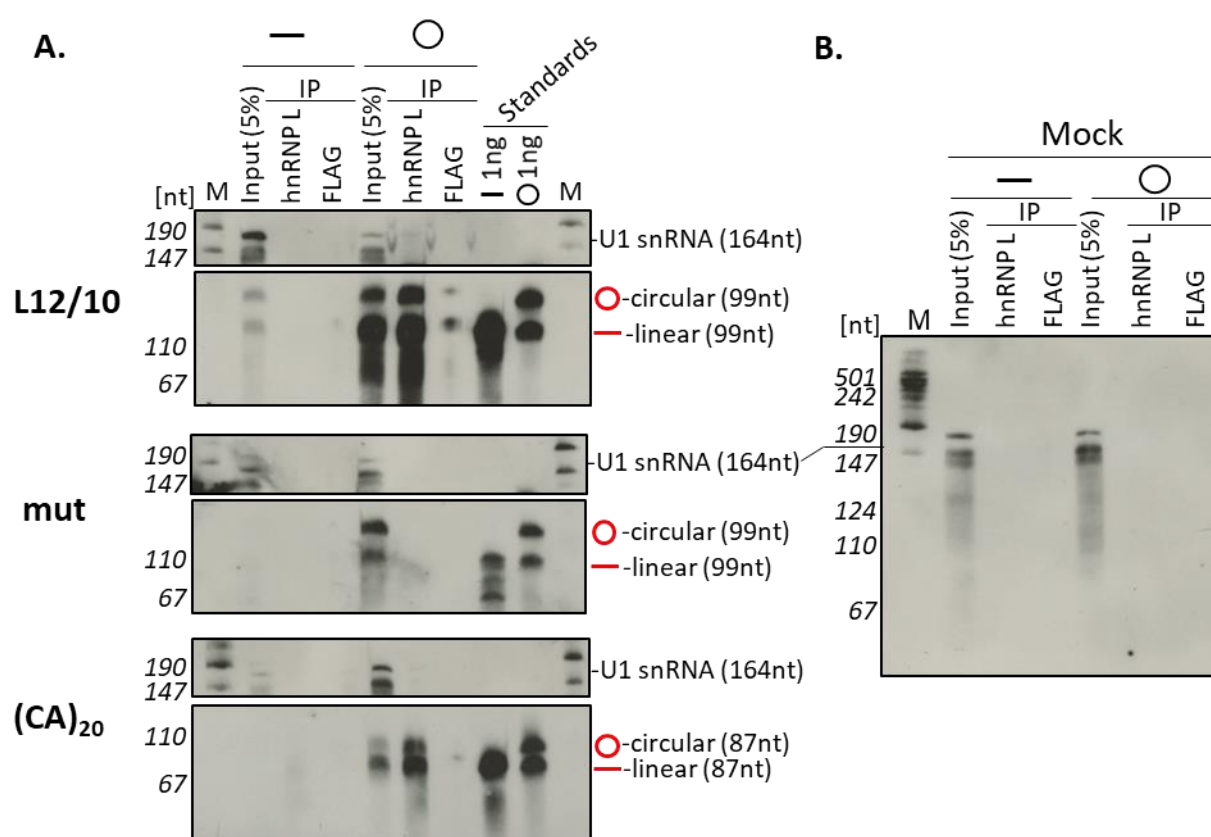 A.
IP
IP
Standards
[nt]
M
Input (5%)
hnRNP L
FLAG
Input (5%)
hnRNP L
FLAG
1ng
1ng
M
L12/10
190
147
-U1 snRNA (164nt)
110
67
-circular (99nt)
-linear (99nt)
mut
190
147
-U1 snRNA (164nt)
110
67
-circular (99nt)
-linear (99nt)
(CA)20
190
147
-U1 snRNA (164nt)
110
67
-circular (87nt)
-linear (87nt)
B.
Mock
IP
IP
[nt]
M
Input (5%)
hnRNP L
FLAG
Input (5%)
hnRNP L
FLAG
501
242
190
147
124
110
67